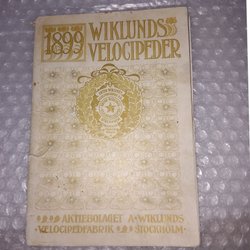 1899 WIKLUNDS
VELOCIPEDER
AKTIEBOLAGET A. WIKLUNDS
VELOCIPEDFABRIK STOCKHOLM